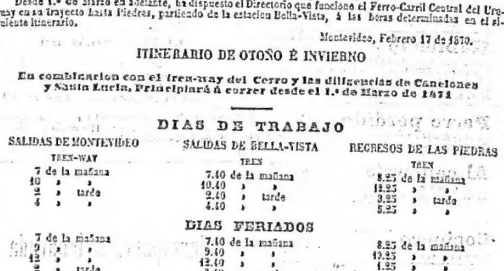 Desde 1.° de Marzo en adelante, ha dispuesto el Directorio que funcione el Ferro-Carril Central del Uru-
guay en su trayecto hasta Piedras, partiendo de la estacion Bella-Vista, á las horas determinadas en el si-
guiente itinerario.
Montevideo, Febrero 17 de 1870.
ITINERARIO DE OTOÑO É INVIERNO
En combinacion con el tren-way del Cerro y las diligencias de Canelones
y Santa Lucia, Principiará á correr desde el 1.° de Marzo de 1871
DIAS DE TRABAJO
SALIDAS DE MONTEVIDEO SALIDAS DE BELLA-VISTA REGRESOS DE LAS PIEDRAS
TREN-WAY TREN TREN
7 de la mañana 7.40 de la mañana 8.25 de la mañana
10 » » 10.40 » » 11.25 » »
2 » tarde 2.40 » tarde 3.25 » tarde
4 » » 4.40 » » 5.25 » »
DIAS FERIADOS
7 de la mañana 7.40 de la mañana 8.25 de la mañana
9 » » 9.40 » » 10.25 » »
12 » » 12.40 » » 1.25 » »
2 » tarde